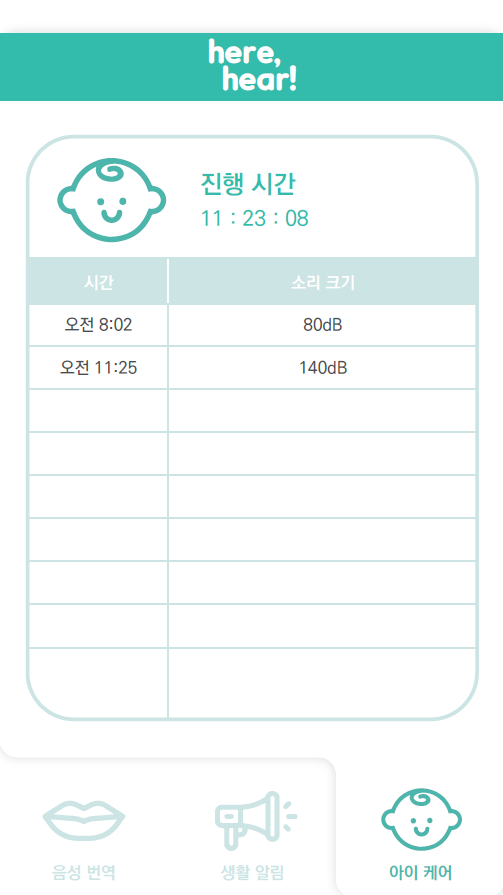 here,
hear!
진행 시간
11 : 23 : 08
시간 소리 크기
오전 8:02 80dB
오전 11:25 140dB
음성 번역 생활 알림 아이 케어